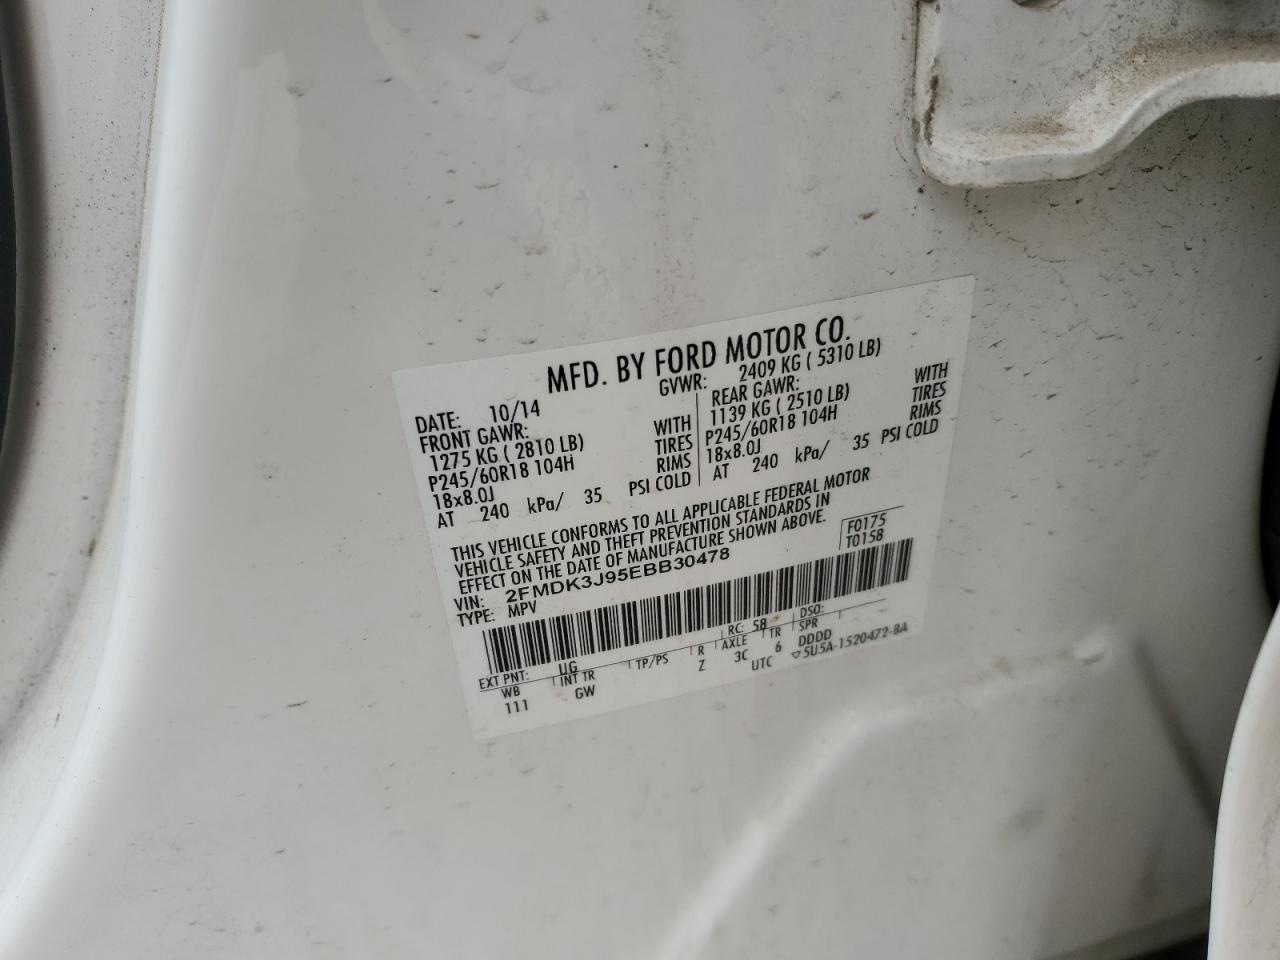 MFD. BY FORD MOTOR CO.
DATE: 10/14 GVWR: 2409 KG ( 5310 LB)
FRONT GAWR: REAR GAWR:
1275 KG ( 2810 LB) WITH 1139 KG ( 2510 LB) WITH
P245/60R18 104H TIRES P245/60R18 104H TIRES
18x8.0J RIMS 18x8.0J RIMS
AT 240 kPa/ 35 PSI COLD AT 240 kPa/ 35 PSI COLD
THIS VEHICLE CONFORMS TO ALL APPLICABLE FEDERAL MOTOR
VEHICLE SAFETY AND THEFT PREVENTION STANDARDS IN
EFFECT ON THE DATE OF MANUFACTURE SHOWN ABOVE.
VIN: 2FMDK3J95EBB30478 F0175
TYPE: MPV T0158
EXT PNT: UG RC: 58 DSO:
WB INT TR TP/PS R AXLE TR SPR
111 GW Z 3C 6 DDDD
UTC ▽5U5A-1520472-BA